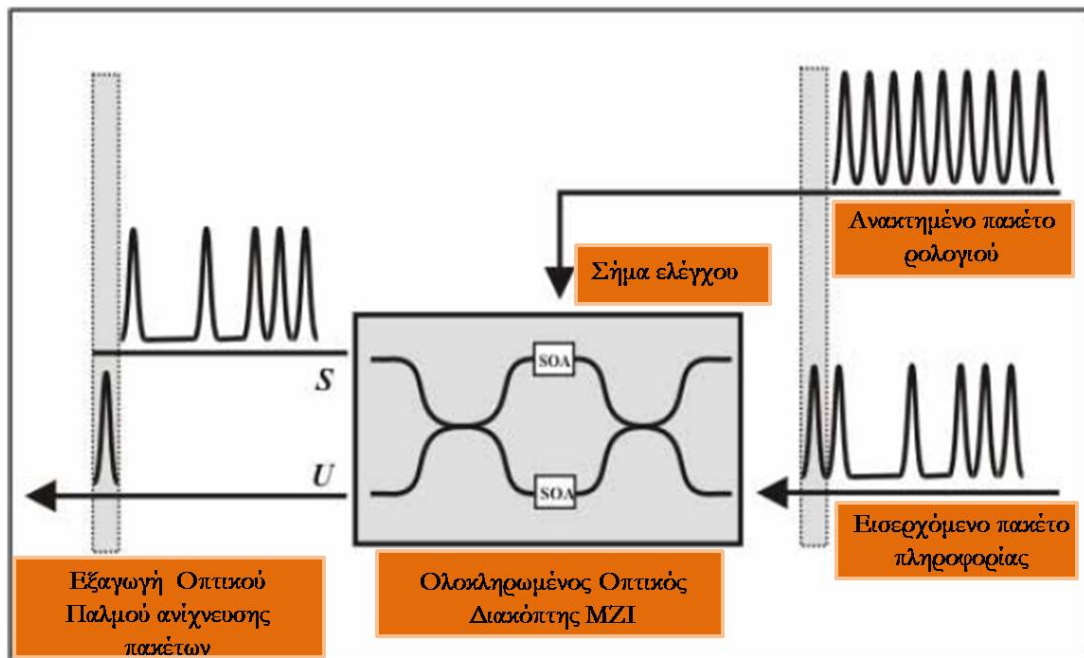 Ανακτημένο πακέτο
ρολογιού
Σήμα ελέγχου
SOA
S
U
SOA
Εισερχόμενο πακέτο
πληροφορίας
Εξαγωγή Οπτικού
Παλμού ανίχνευσης
πακέτων
Ολοκληρωμένος Οπτικός
Διακόπτης MZI